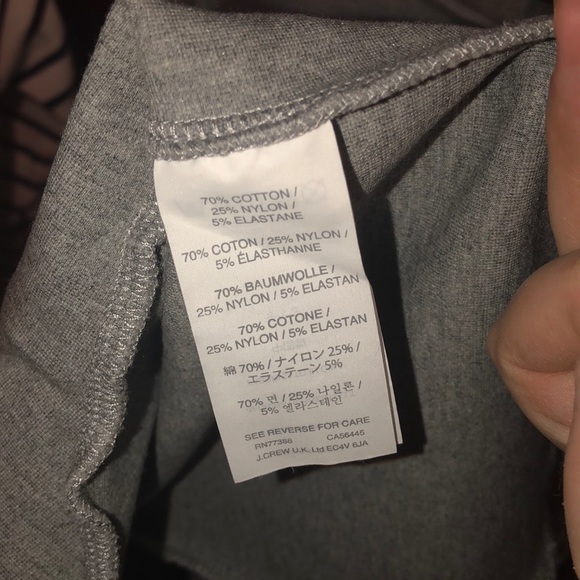 70% COTTON /
25% NYLON /
5% ELASTANE
70% COTON / 25% NYLON /
5% ÉLASTHANNE
70% BAUMWOLLE /
25% NYLON / 5% ELASTAN
70% COTONE /
25% NYLON / 5% ELASTAN
綿 70% / ナイロン 25% /
エラステーン 5%
70% 면 / 25% 나일론 /
5% 엘라스테인
SEE REVERSE FOR CARE
RN77388 CA56445
J.CREW U.K. Ltd EC4V 6JA